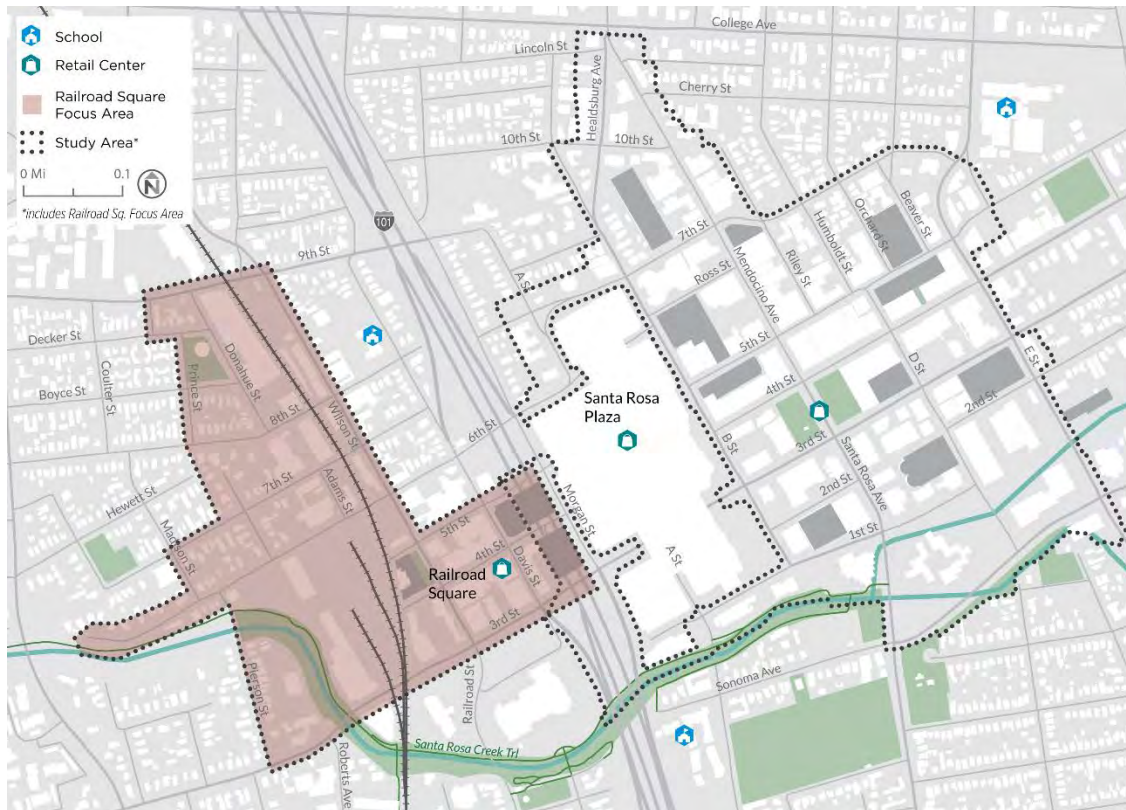 School
Retail Center
Railroad Square
Focus Area
Study Area*
0 Mi 0.1 N
*includes Railroad Sq. Focus Area
College Ave
Lincoln St
Healdsburg Ave
Cherry St
10th St
10th St
101
9th St
A St
7th St
Ross St
Mendocino Ave
Riley St
Humboldt St
Orchard St
Beaver St
Decker St
Coulter St
Boyce St
Prince St
Donahue St
8th St
Wilson St
6th St
Santa Rosa
Plaza
5th St
4th St
3rd St
B St
D St
E St
2nd St
2nd St
1st St
Santa Rosa Ave
Hewett St
7th St
Adams St
Madison St
5th St
4th St
Davis St
Morgan St
A St
Railroad
Square
3rd St
Pierson St
Railroad St
Sonoma Ave
Santa Rosa Creek Trl
Roberts Ave